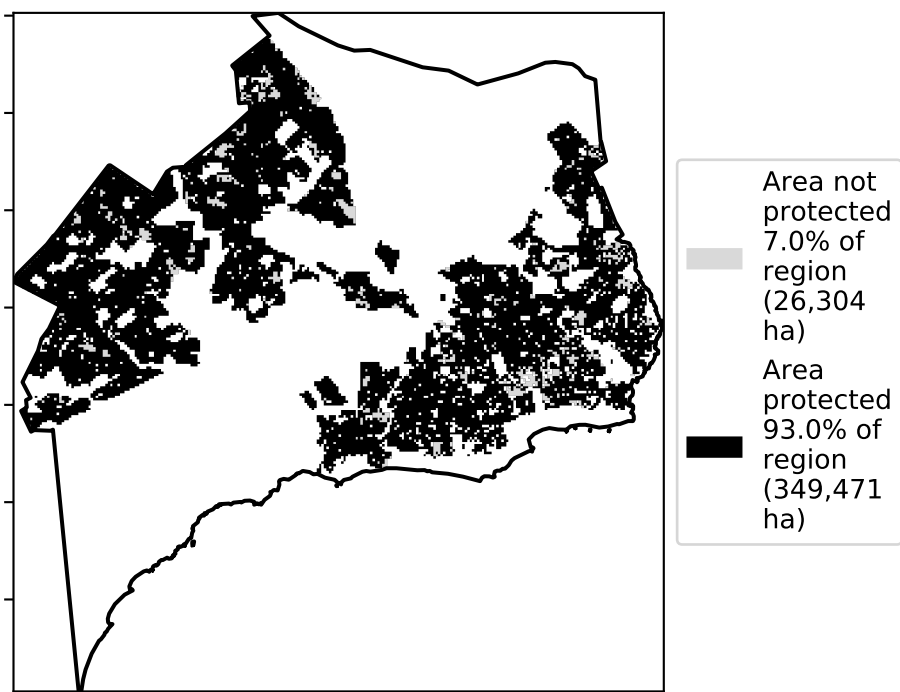 Area not
protected
7.0% of
region
(26,304
ha)
Area
protected
93.0% of
region
(349,471
ha)